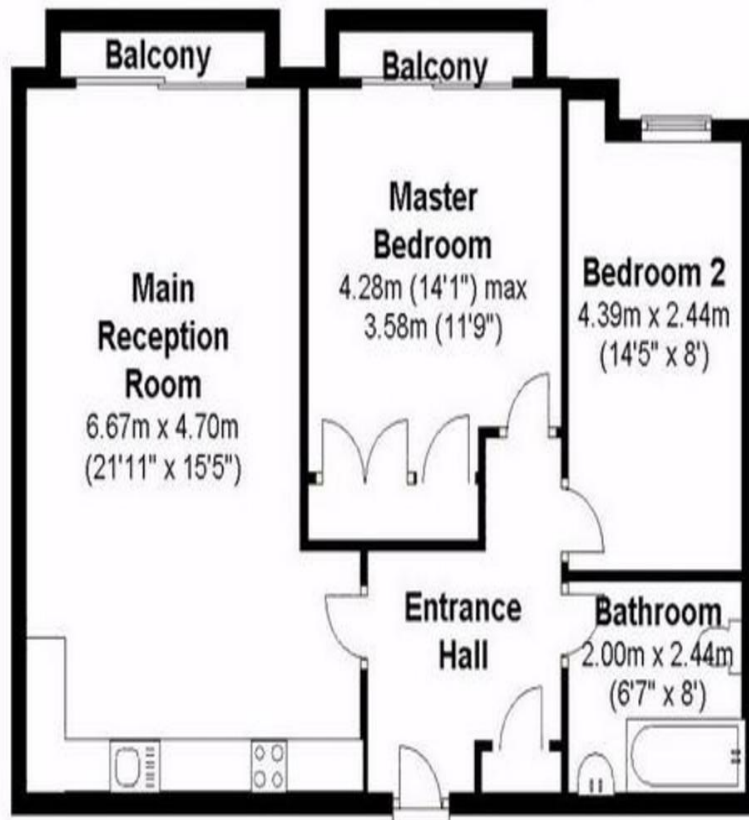 Balcony
Balcony
Main
Reception
Room
6.67m x 4.70m
(21'11" x 15'5")
Master
Bedroom
4.28m (14'1") max
3.58m (11'9")
Bedroom 2
4.39m x 2.44m
(14'5" x 8')
Entrance
Hall
Bathroom
2.00m x 2.44m
(6'7" x 8')